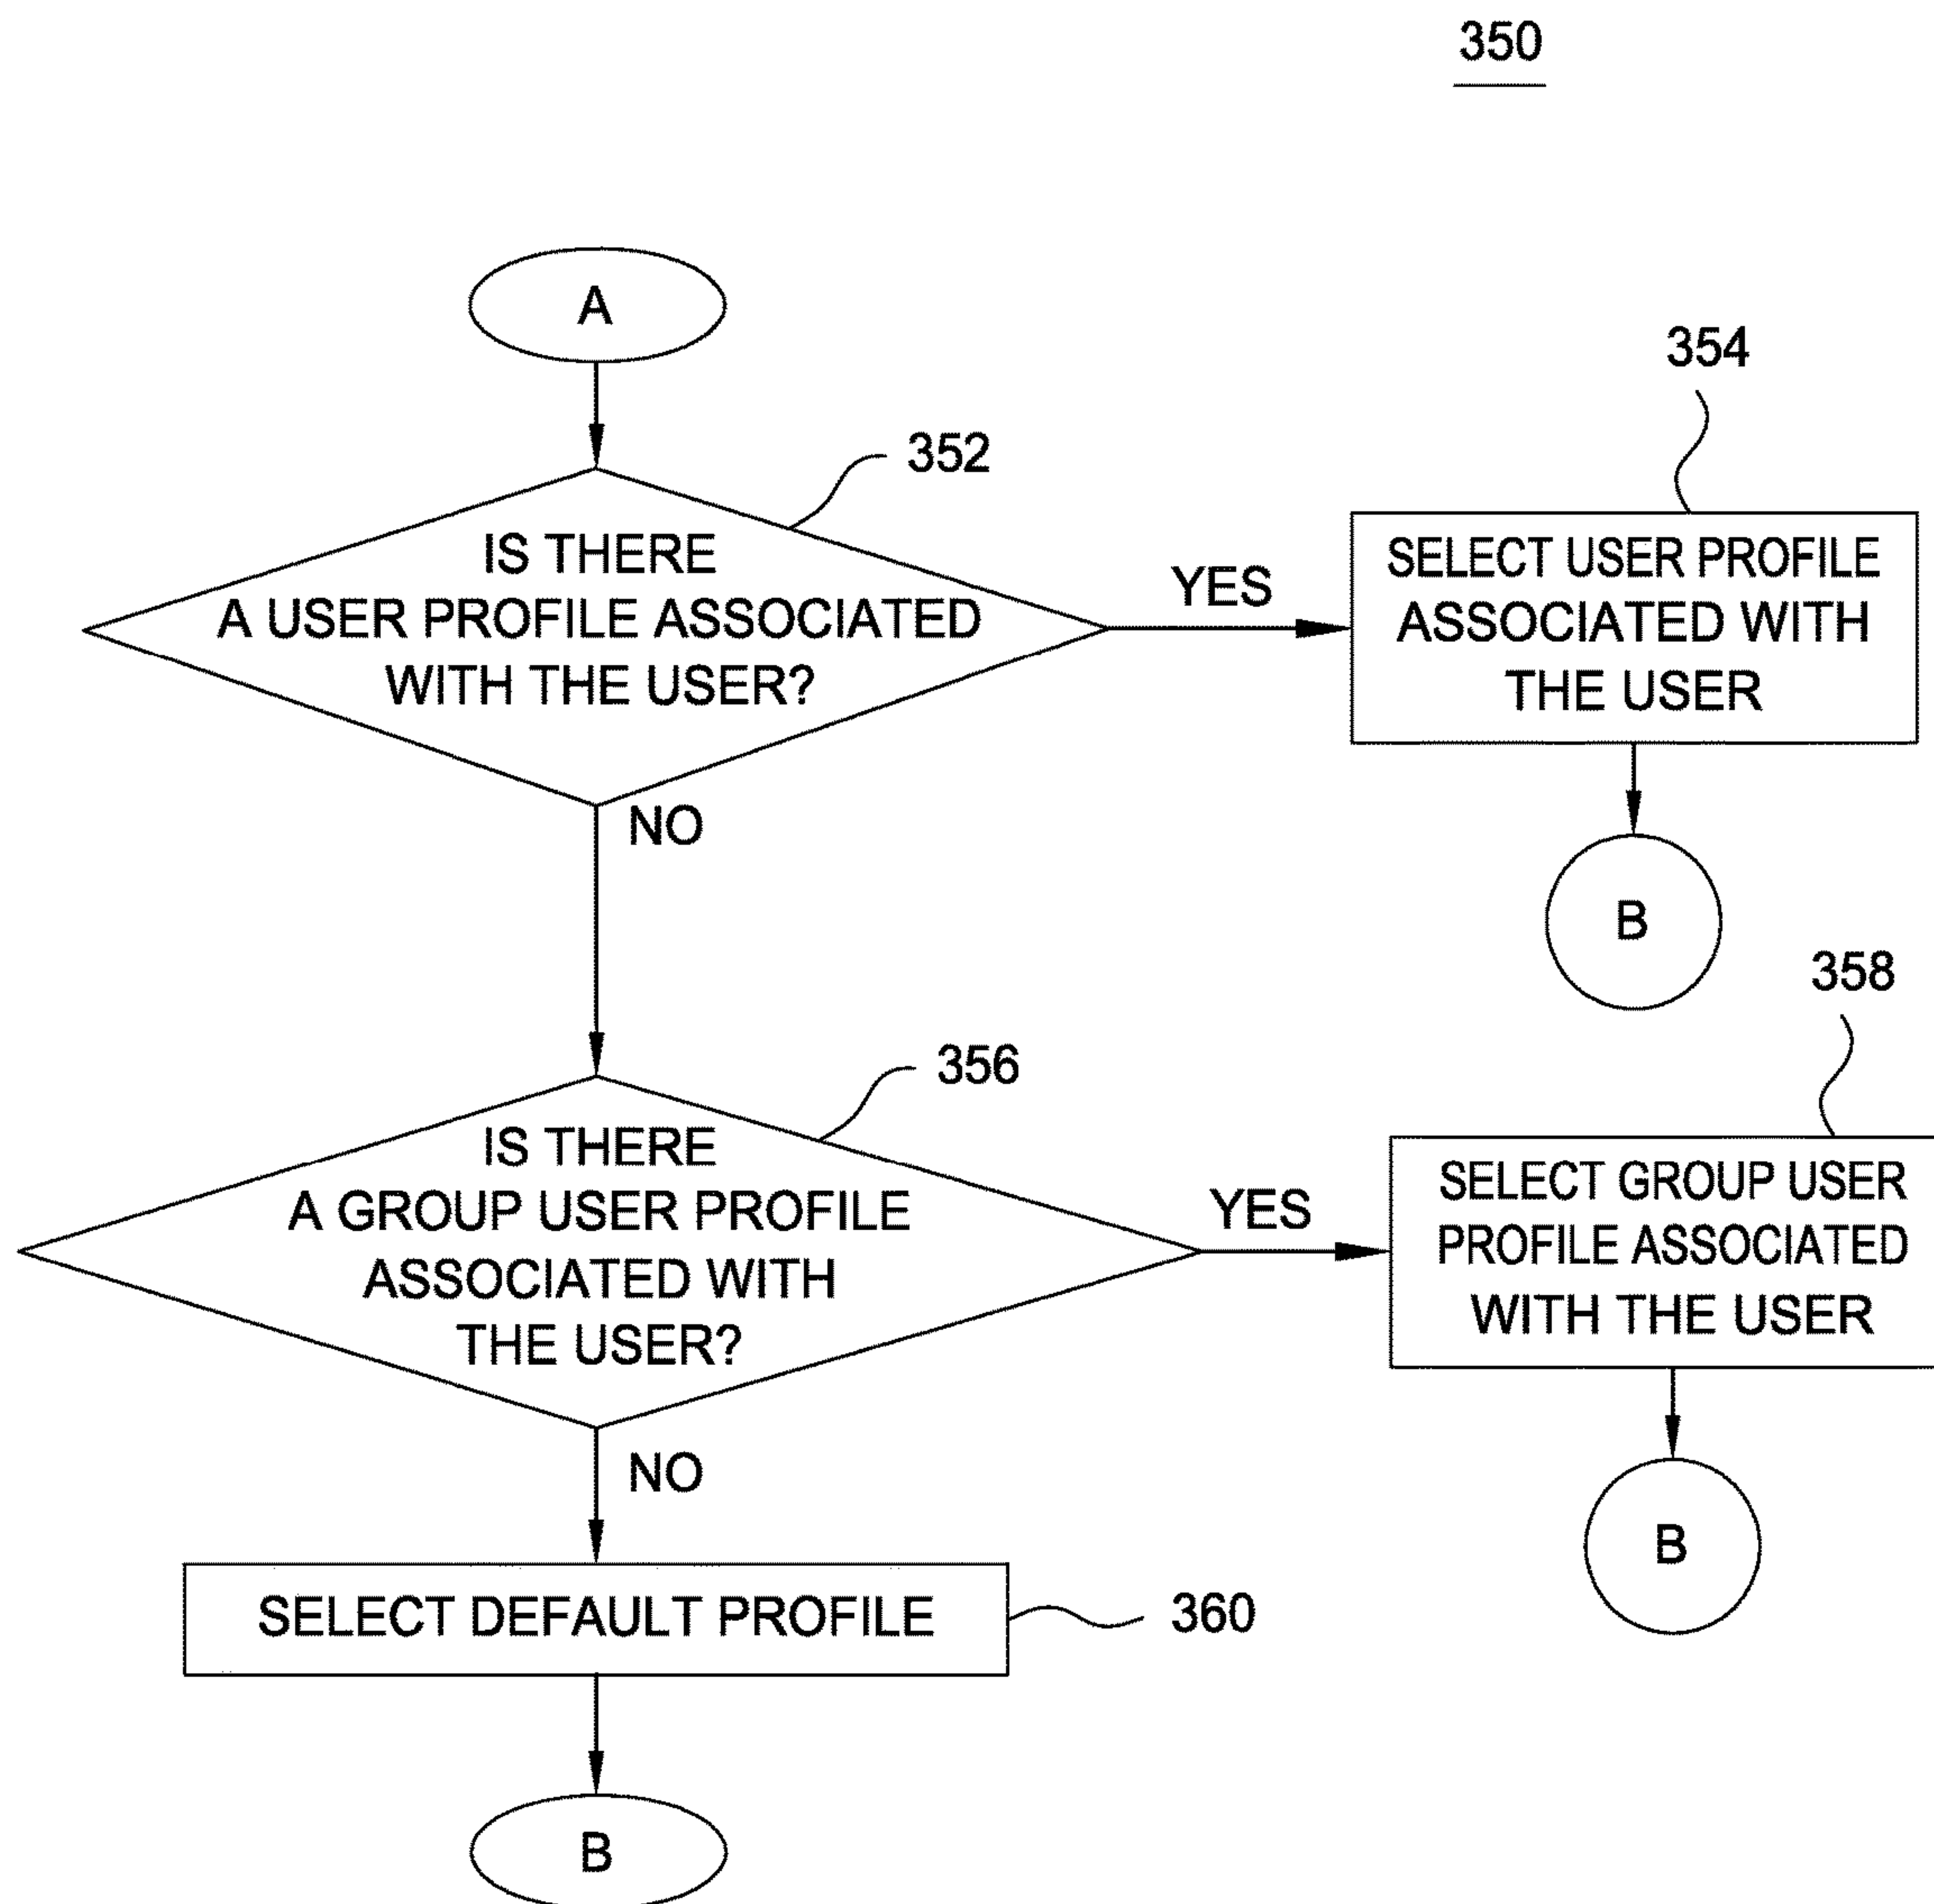 350
A
352
IS THERE
A USER PROFILE ASSOCIATED
WITH THE USER?
YES
354
SELECT USER PROFILE
ASSOCIATED WITH
THE USER
B
NO
356
IS THERE
A GROUP USER PROFILE
ASSOCIATED WITH
THE USER?
YES
358
SELECT GROUP USER
PROFILE ASSOCIATED
WITH THE USER
B
NO
SELECT DEFAULT PROFILE
360
B